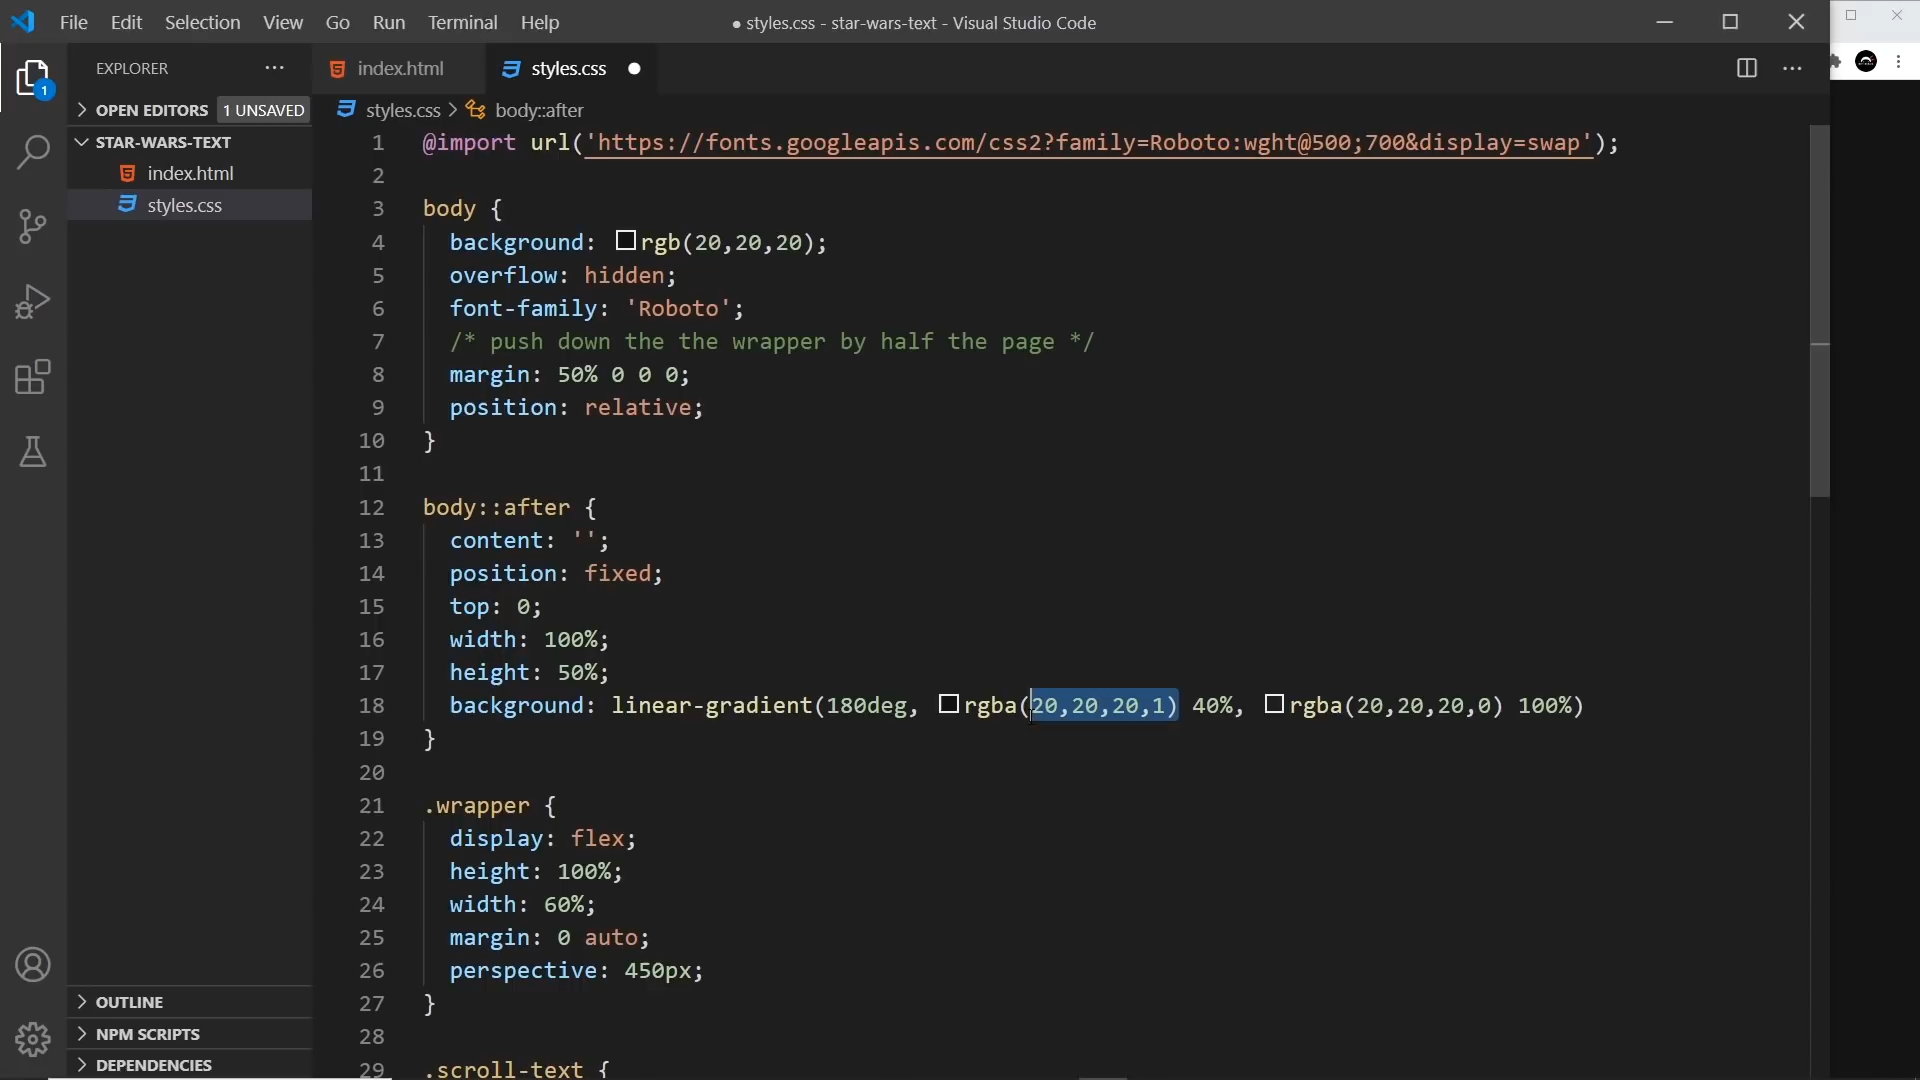 File Edit Selection View Go Run Terminal Help
● styles.css - star-wars-text - Visual Studio Code
EXPLORER
index.html
styles.css
OPEN EDITORS 1 UNSAVED
styles.css > body::after
STAR-WARS-TEXT
index.html
styles.css
1
1 @import url('https://fonts.googleapis.com/css2?family=Roboto:wght@500;700&display=swap');
2
3 body {
4 background: rgb(20,20,20);
5 overflow: hidden;
6 font-family: 'Roboto';
7 /* push down the the wrapper by half the page */
8 margin: 50% 0 0 0;
9 position: relative;
10 }
11
12 body::after {
13 content: '';
14 position: fixed;
15 top: 0;
16 width: 100%;
17 height: 50%;
18 background: linear-gradient(180deg, rgba(20,20,20,1) 40%, rgba(20,20,20,0) 100%)
19 }
20
21 .wrapper {
22 display: flex;
23 height: 100%;
24 width: 60%;
25 margin: 0 auto;
26 perspective: 450px;
27 }
28
29 .scroll-text {
OUTLINE
NPM SCRIPTS
DEPENDENCIES